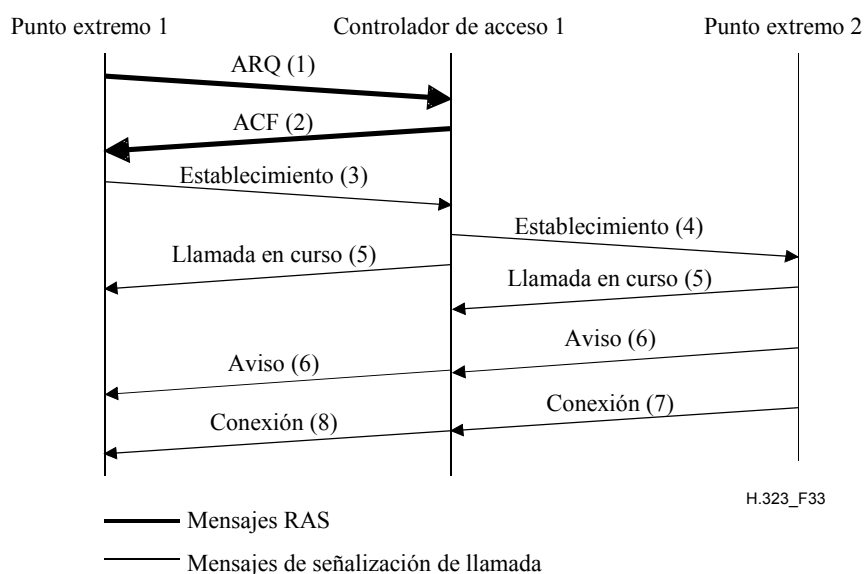 Punto extremo 1 Controlador de acceso 1 Punto extremo 2
ARQ (1)
ACF (2)
Establecimiento (3)
Establecimiento (4)
Llamada en curso (5)
Llamada en curso (5)
Aviso (6)
Aviso (6)
Conexión (7)
Conexión (8)
H.323_F33
Mensajes RAS
Mensajes de señalización de llamada